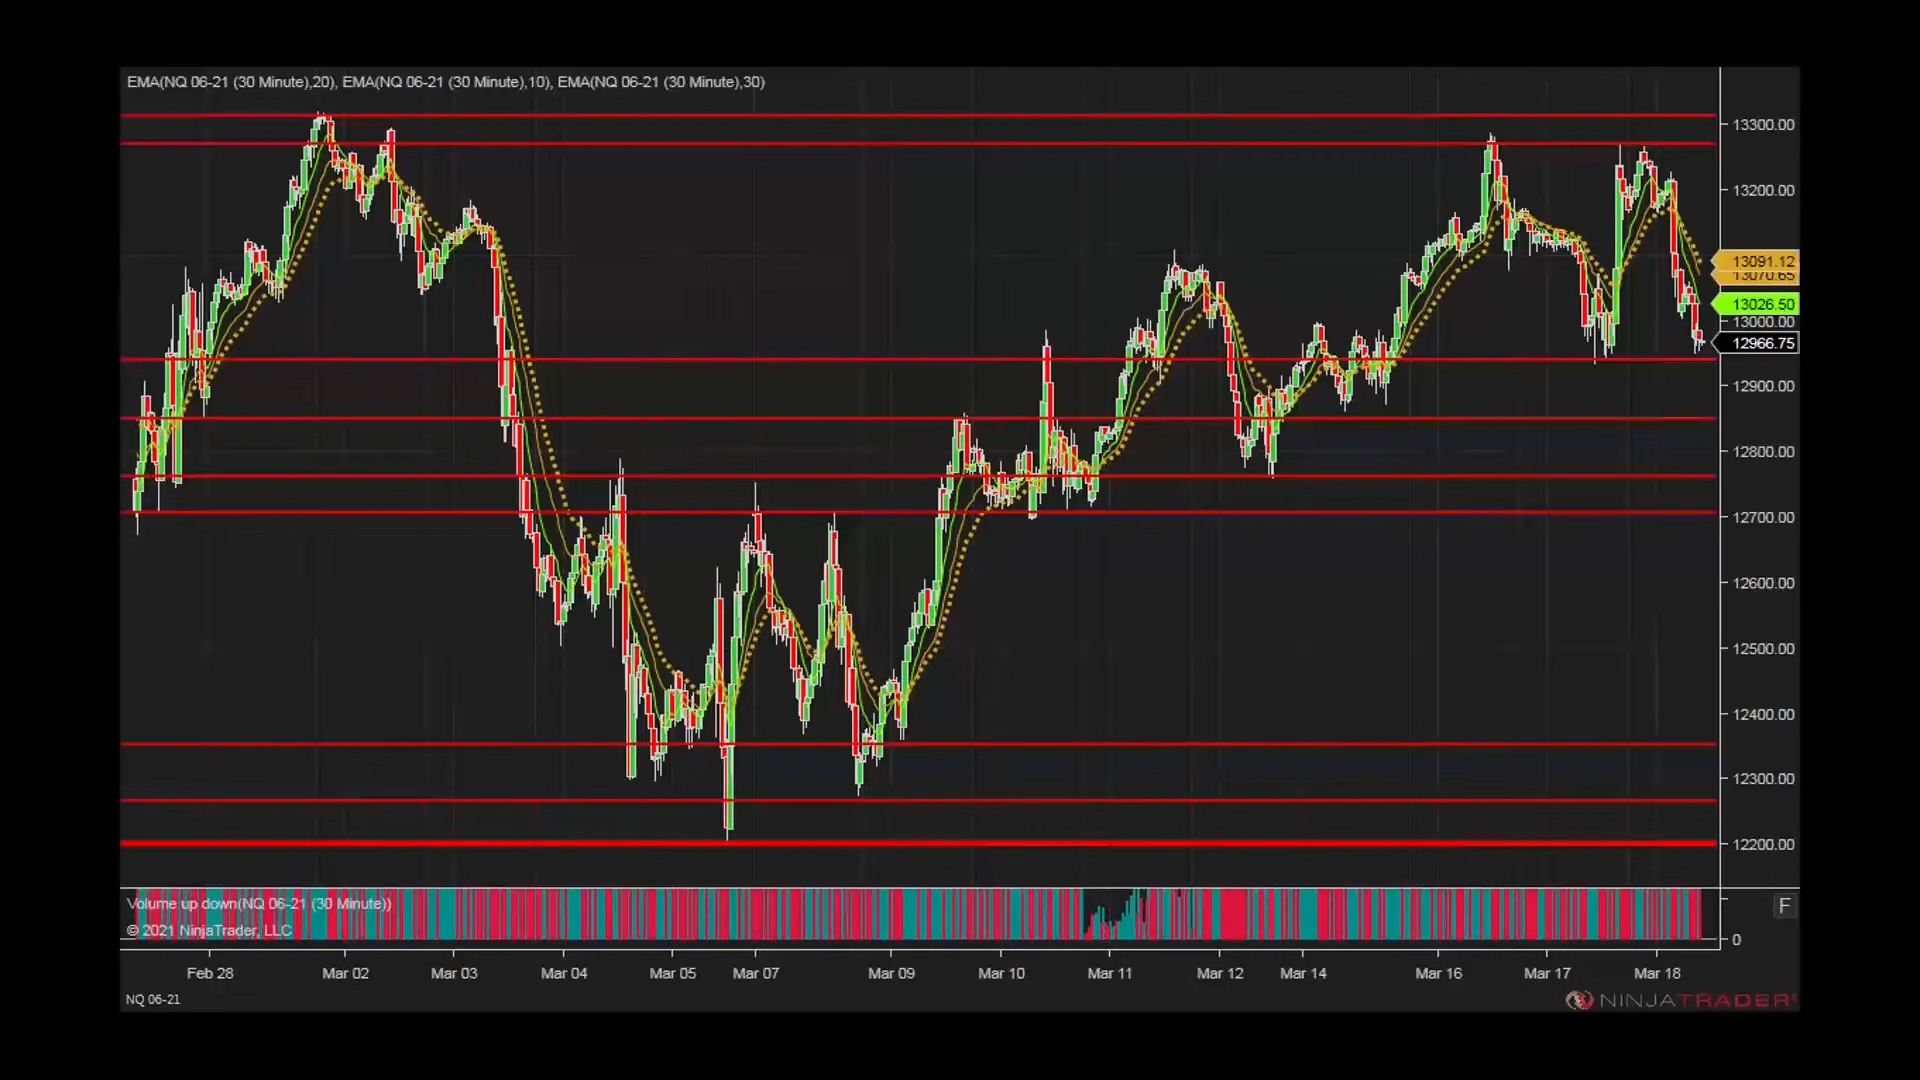 EMA(NQ 06-21 (30 Minute),20), EMA(NQ 06-21 (30 Minute),10), EMA(NQ 06-21 (30 Minute),30)
13300.00
13200.00
13091.12
13070.65
13026.50
13000.00
12966.75
12900.00
12800.00
12700.00
12600.00
12500.00
12400.00
12300.00
12200.00
Volume up down(NQ 06-21 (30 Minute))
F
© 2021 NinjaTrader, LLC
0
Feb 28 Mar 02 Mar 03 Mar 04 Mar 05 Mar 07 Mar 09 Mar 10 Mar 11 Mar 12 Mar 14 Mar 16 Mar 17 Mar 18
NQ 06-21
NINJATRADER